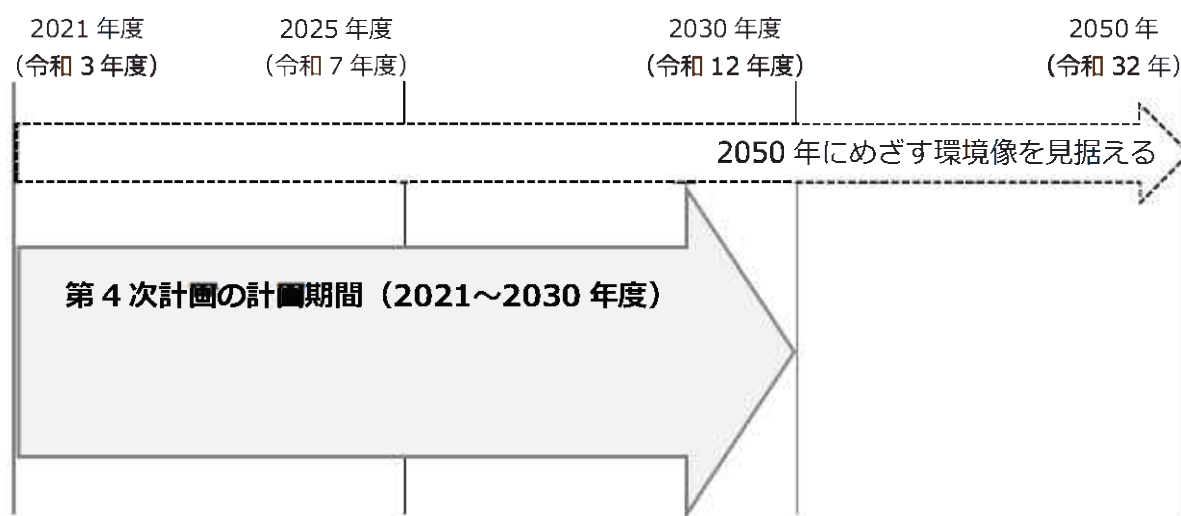 2021 年度
(令和 3 年度)
2025 年度
(令和 7 年度)
2030 年度
(令和 12 年度)
2050 年
(令和 32 年)
2050 年にめざす環境像を見据える
第 4 次計画の計画期間（2021～2030 年度）